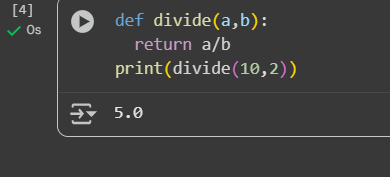 [4]
0s
def divide(a,b):
  return a/b
print(divide(10,2))
5.0